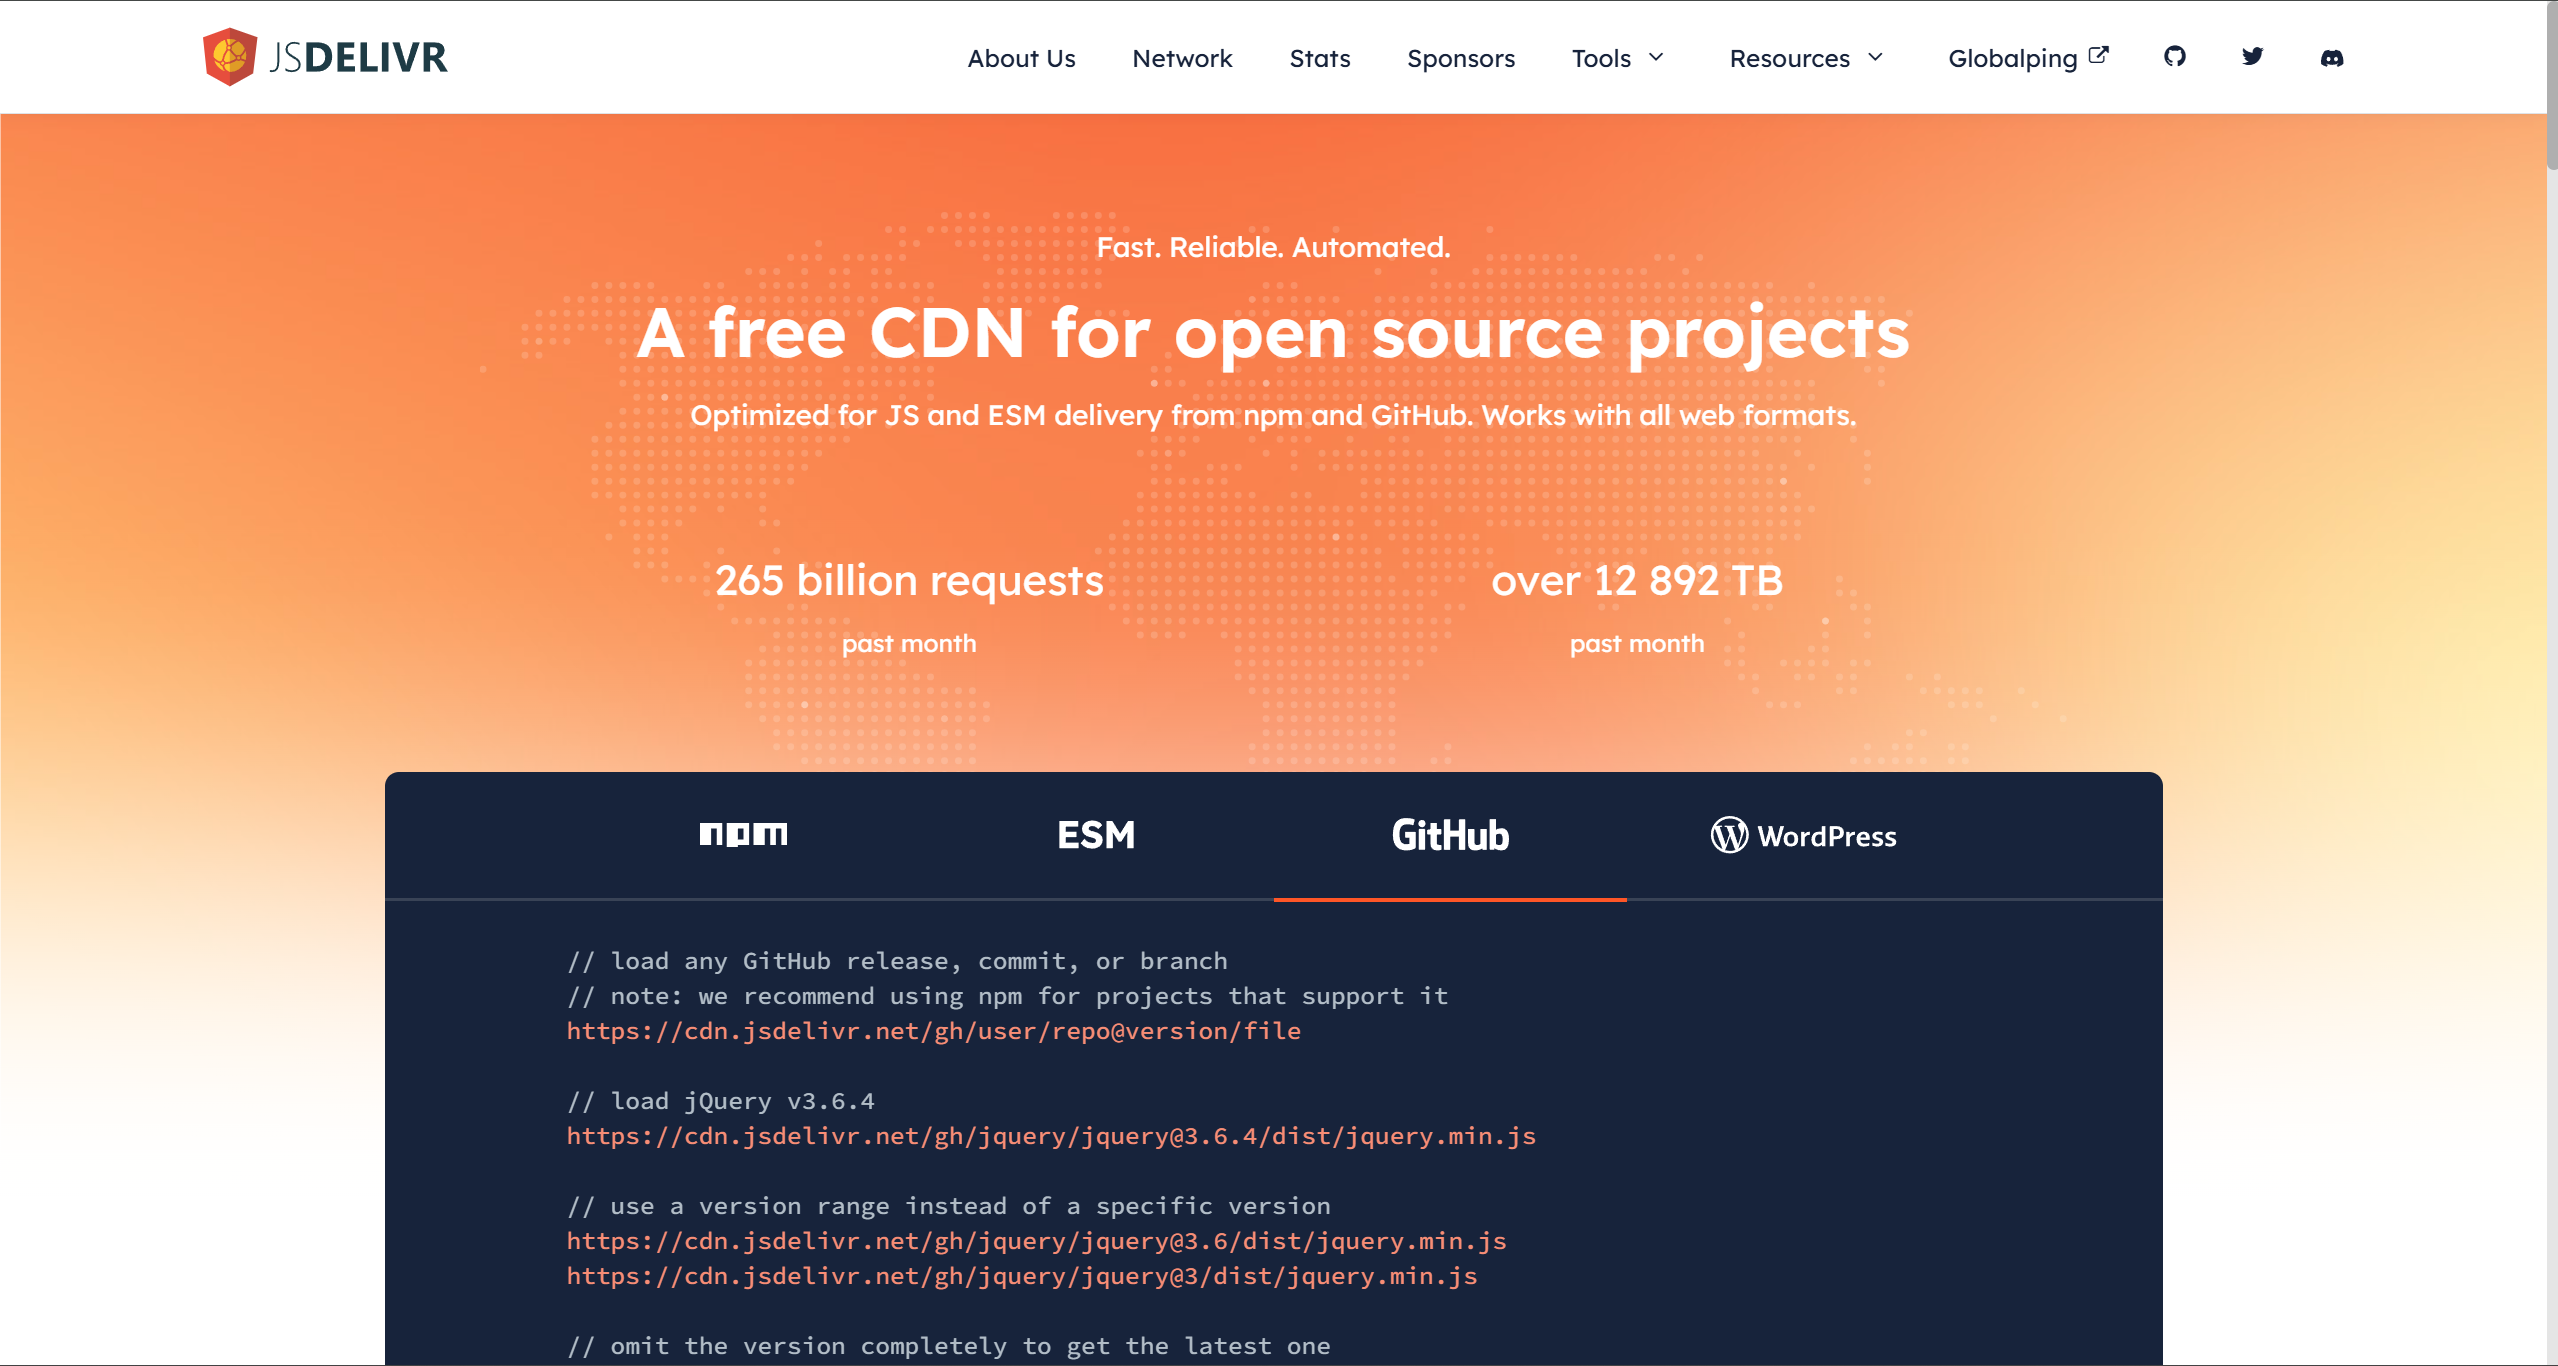 JSDELIVR
About Us Network Stats Sponsors Tools Resources Globalping
Fast. Reliable. Automated.
A free CDN for open source projects
Optimized for JS and ESM delivery from npm and GitHub. Works with all web formats.
265 billion requests
past month
over 12 892 TB
past month
npm ESM GitHub WordPress
// load any GitHub release, commit, or branch
// note: we recommend using npm for projects that support it
https://cdn.jsdelivr.net/gh/user/repo@version/file
// load jQuery v3.6.4
https://cdn.jsdelivr.net/gh/jquery/jquery@3.6.4/dist/jquery.min.js
// use a version range instead of a specific version
https://cdn.jsdelivr.net/gh/jquery/jquery@3.6/dist/jquery.min.js
https://cdn.jsdelivr.net/gh/jquery/jquery@3/dist/jquery.min.js
// omit the version completely to get the latest one